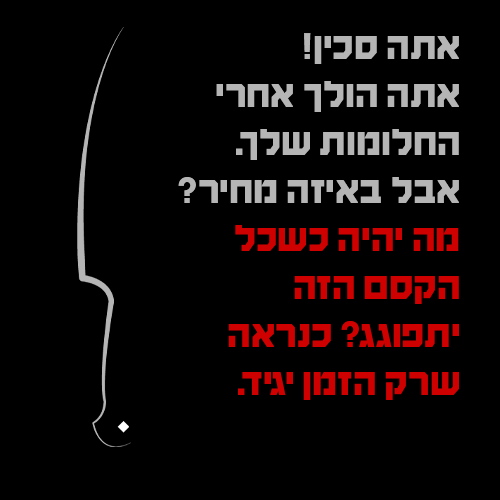 אתה סכין!
אתה הולך אחרי
החלומות שלך.
אבל באיזה מחיר?
מה יהיה כשכל
הקסם הזה
יתפוגג? כנראה
שרק הזמן יגיד.